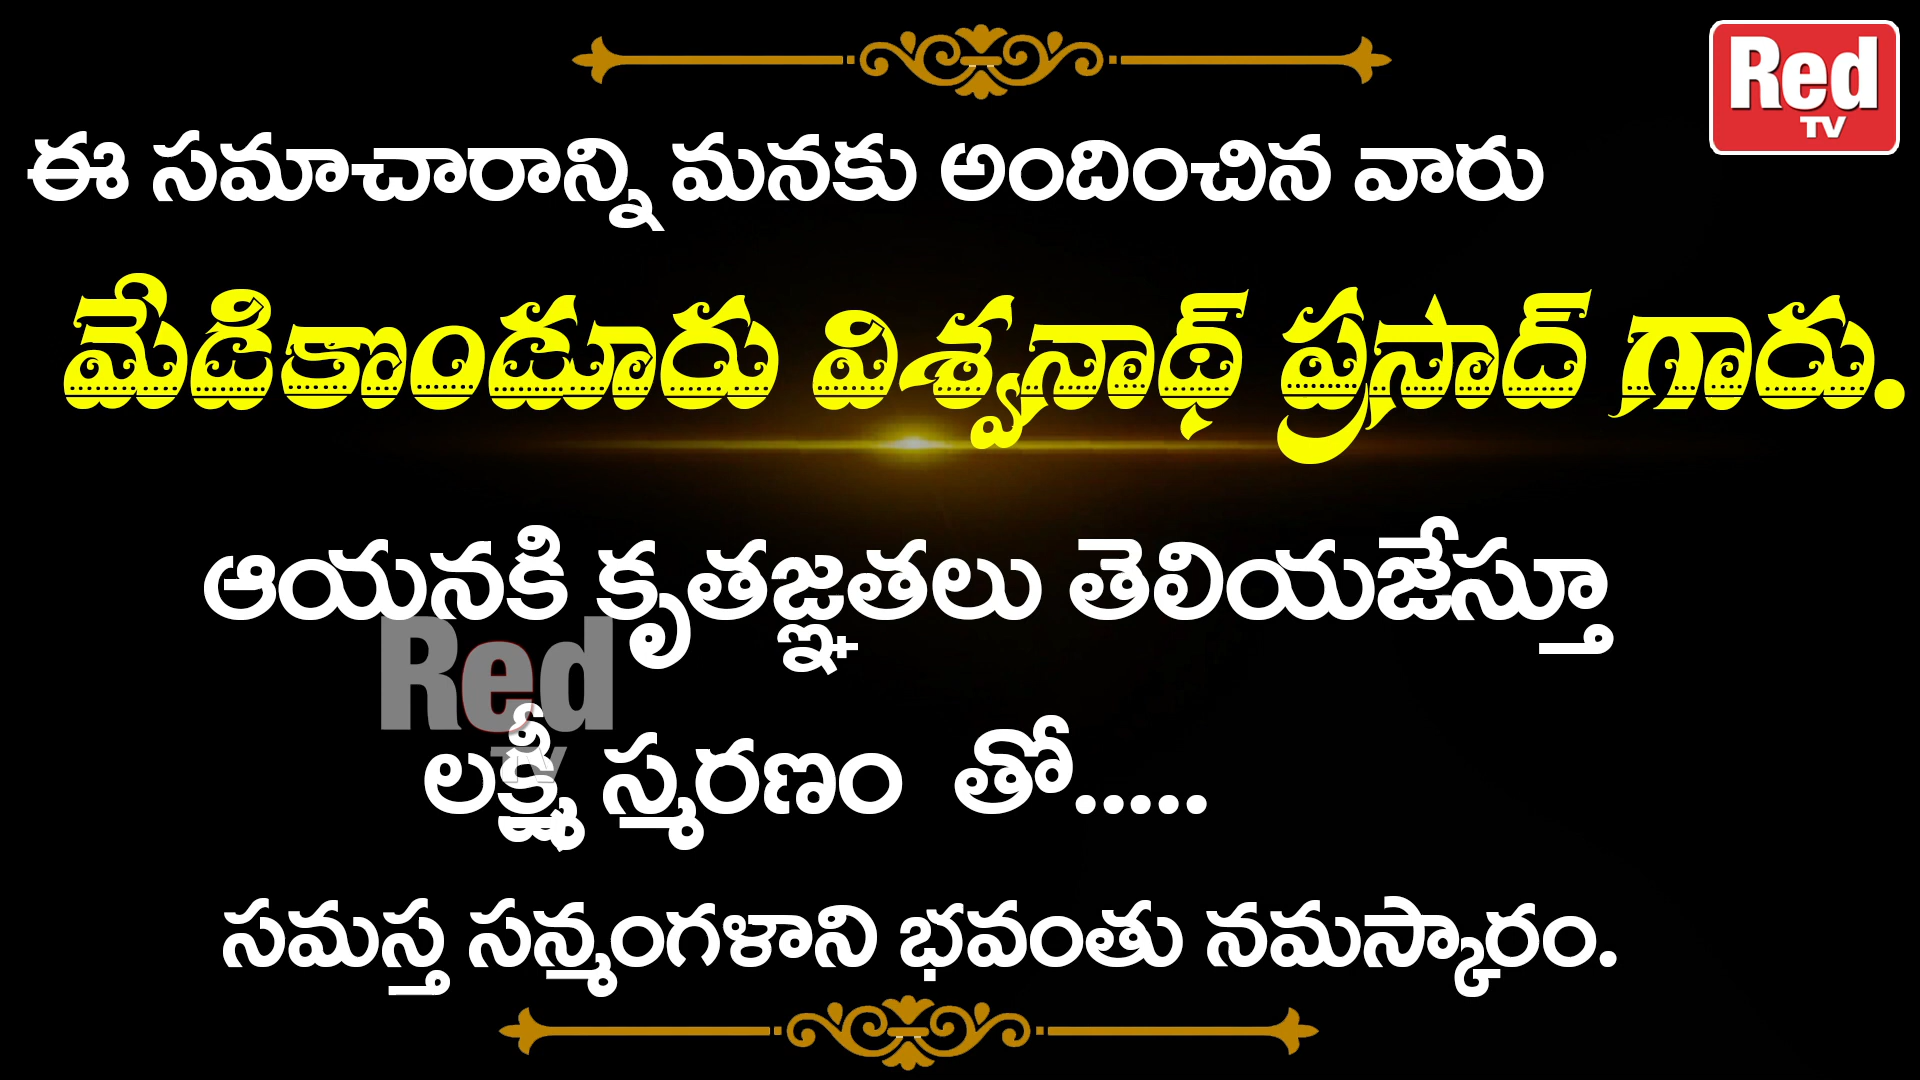 Red
TV
ఈ సమాచారాన్ని మనకు అందించిన వారు
మేడికొండూరు విశ్వనాథ్ ప్రసాద్ గారు.
ఆయనకి కృతజ్ఞతలు తెలియజేస్తూ
Red
TV
లక్ష్మీ స్మరణం తో.....
సమస్త సన్మంగళాని భవంతు నమస్కారం.